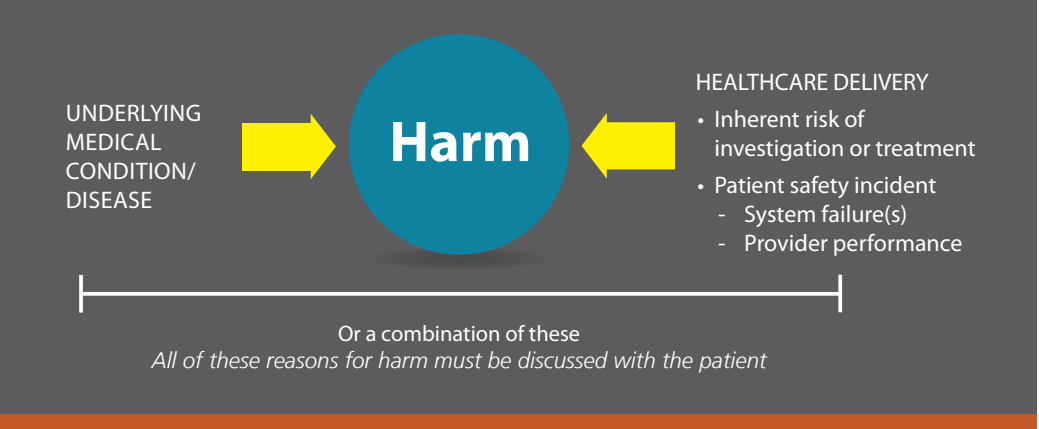 UNDERLYING
MEDICAL
CONDITION/
DISEASE
Harm
HEALTHCARE DELIVERY
• Inherent risk of
investigation or treatment
• Patient safety incident
- System failure(s)
- Provider performance
Or a combination of these
All of these reasons for harm must be discussed with the patient